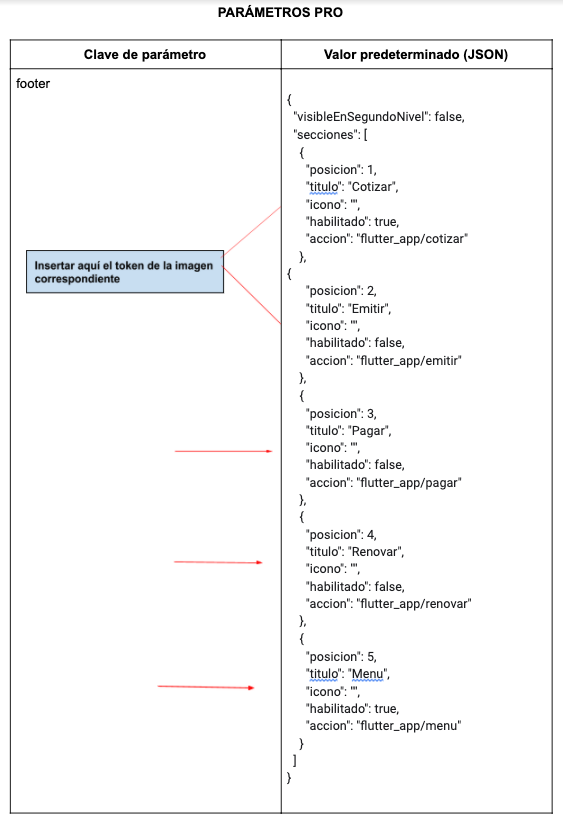 PARÁMETROS PRO
Clave de parámetro
Valor predeterminado (JSON)
footer
Insertar aquí el token de la imagen
correspondiente
{
"visibleEnSegundoNivel": false,
"secciones": [
{
"posicion": 1,
"titulo": "Cotizar",
"icono": "",
"habilitado": true,
"accion": "flutter_app/cotizar"
},
{
"posicion": 2,
"titulo": "Emitir",
"icono": "",
"habilitado": false,
"accion": "flutter_app/emitir"
},
{
"posicion": 3,
"titulo": "Pagar",
"icono": "",
"habilitado": false,
"accion": "flutter_app/pagar"
},
{
"posicion": 4,
"titulo": "Renovar",
"icono": "",
"habilitado": false,
"accion": "flutter_app/renovar"
},
{
"posicion": 5,
"titulo": "Menu",
"icono": "",
"habilitado": true,
"accion": "flutter_app/menu"
}
]
}